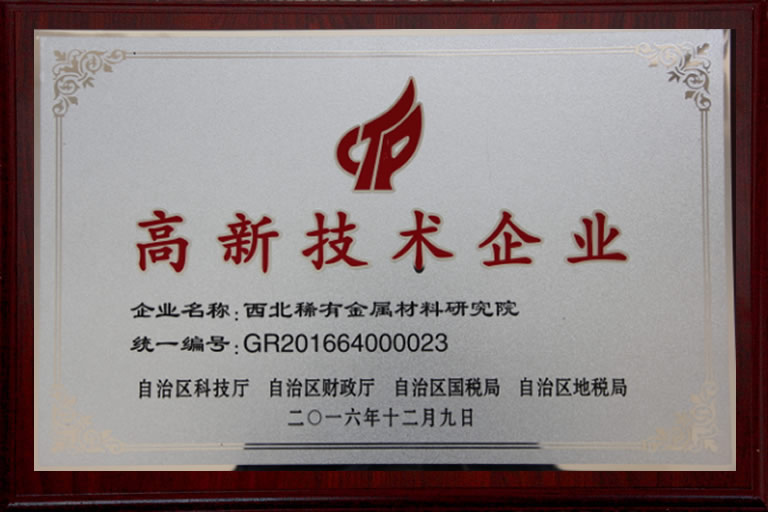 高新技术企业
企业名称:西北稀有金属材料研究院
统一编号:GR201664000023
自治区科技厅 自治区财政厅 自治区国税局 自治区地税局
二〇一六年十二月九日